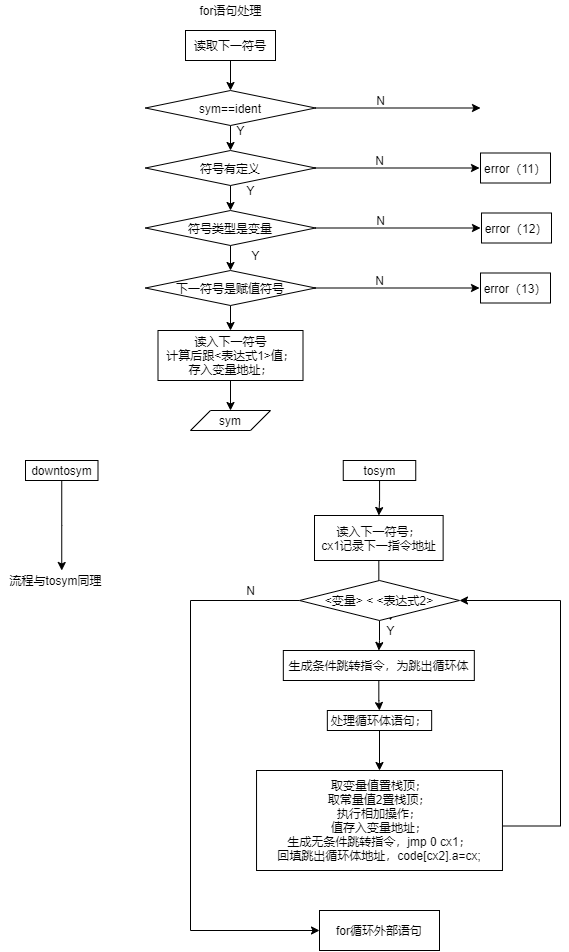 for语句处理
读取下一符号
sym==ident
N
Y
符号有定义
N
error（11）
Y
符号类型是变量
N
error（12）
Y
下一符号是赋值符号
N
error（13）
读入下一符号
计算后跟<表达式1>值；
存入变量地址；
sym
downtosym
tosym
读入下一符号；
cx1记录下一指令地址
流程与tosym同理
N
<变量> < <表达式2>
Y
生成条件跳转指令，为跳出循环体
处理循环体语句；
取变量值置栈顶；
取常量值2置栈顶；
执行相加操作；
值存入变量地址；
生成无条件跳转指令，jmp 0 cx1；
回填跳出循环体地址，code[cx2].a=cx;
for循环外部语句